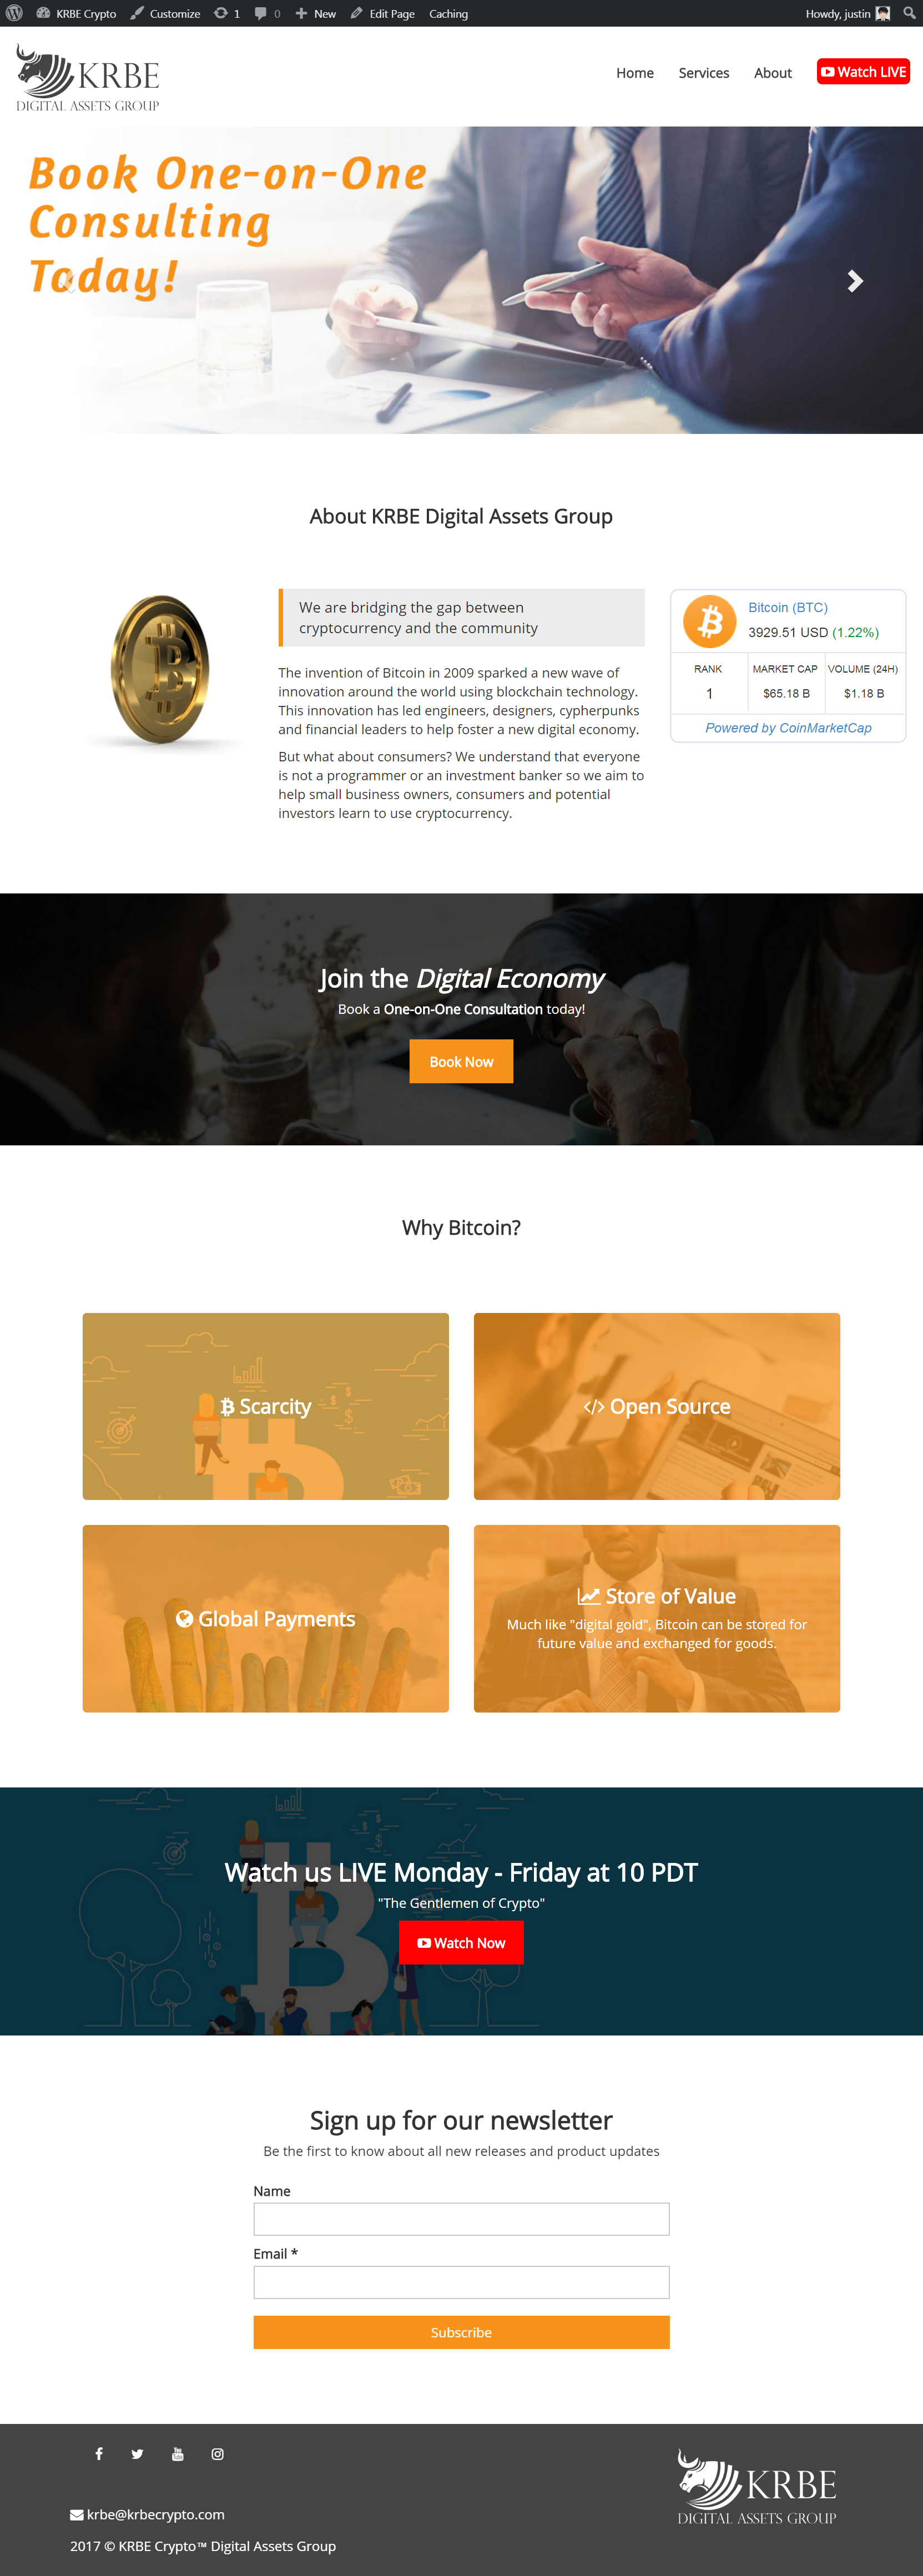 KRBE Crypto Customize 1 0 New Edit Page Caching Howdy, justin
KRBE
DIGITAL ASSETS GROUP
Home Services About Watch LIVE
Book One-on-One
Consulting
Today!
About KRBE Digital Assets Group
We are bridging the gap between
cryptocurrency and the community
The invention of Bitcoin in 2009 sparked a new wave of
innovation around the world using blockchain technology.
This innovation has led engineers, designers, cypherpunks
and financial leaders to help foster a new digital economy.
But what about consumers? We understand that everyone
is not a programmer or an investment banker so we aim to
help small business owners, consumers and potential
investors learn to use cryptocurrency.
Bitcoin (BTC)
3929.51 USD (1.22%)
RANK MARKET CAP VOLUME (24H)
1 $65.18 B $1.18 B
Powered by CoinMarketCap
Join the Digital Economy
Book a One-on-One Consultation today!
Book Now
Why Bitcoin?
Scarcity
Open Source
Global Payments
Store of Value
Much like "digital gold", Bitcoin can be stored for
future value and exchanged for goods.
Watch us LIVE Monday - Friday at 10 PDT
"The Gentlemen of Crypto"
Watch Now
Sign up for our newsletter
Be the first to know about all new releases and product updates
Name
Email *
Subscribe
KRBE
DIGITAL ASSETS GROUP
krbe@krbecrypto.com
2017 © KRBE Crypto™ Digital Assets Group